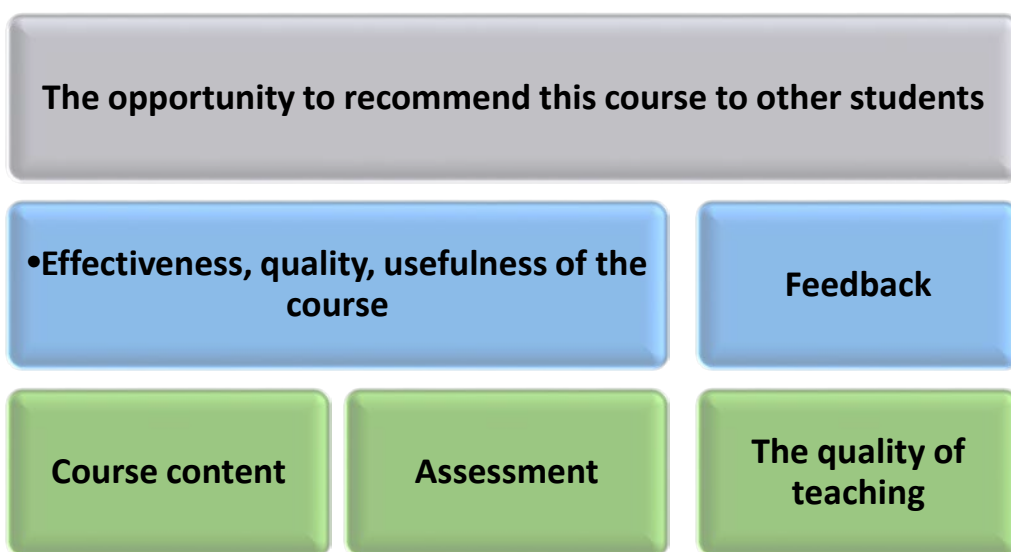 The opportunity to recommend this course to other students
•Effectiveness, quality, usefulness of the
course
Feedback
Course content
Assessment
The quality of
teaching